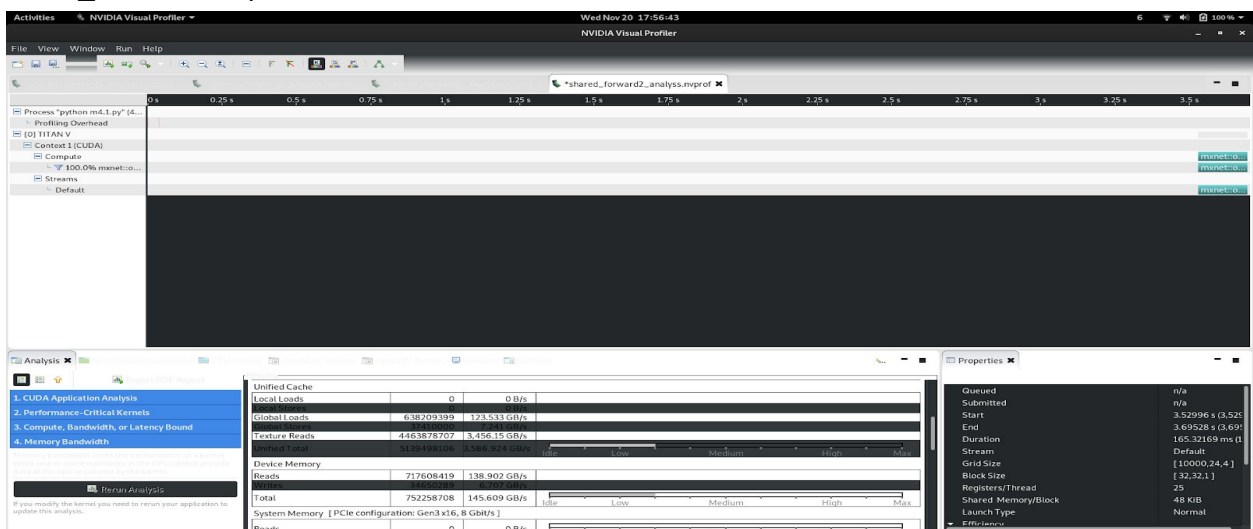 Activities NVIDIA Visual Profiler Wed Nov 20 17:56:43 6 100 %
NVIDIA Visual Profiler
File View Window Run Help
*shared_forward2_analyss.nvprof
0 s 0.25 s 0.5 s 0.75 s 1 s 1.25 s 1.5 s 1.75 s 2 s 2.25 s 2.5 s 2.75 s 3 s 3.25 s 3.5 s
Process "python m4.1.py" (4...
Profiling Overhead
[0] TITAN V
Context 1 (CUDA)
Compute mxnet::o...
100.0% mxnet::o... mxnet::o...
Streams
Default mxnet::o...
Analysis
1. CUDA Application Analysis
2. Performance-Critical Kernels
3. Compute, Bandwidth, or Latency Bound
4. Memory Bandwidth
Rerun Analysis
If you modify the kernel you need to rerun your application to
update this analysis.
Unified Cache
Local Loads 0 0 B/s
Local Stores 0 0 B/s
Global Loads 638209399 123.533 GB/s
Global Stores 37410000 7.241 GB/s
Texture Reads 4463878707 3,456.15 GB/s
Unified Total 5139498106 3,586.924 GB/s Idle Low Medium High Max
Device Memory
Reads 717608419 138.902 GB/s
Writes 34650289 6.707 GB/s
Total 752258708 145.609 GB/s Idle Low Medium High Max
System Memory [ PCIe configuration: Gen3 x16, 8 Gbit/s ]
Reads 0 0 B/s
Properties
Queued n/a
Submitted n/a
Start 3.52996 s (3,529
End 3.69528 s (3,69
Duration 165.32169 ms (1
Stream Default
Grid Size [ 10000,24,4 ]
Block Size [ 32,32,1 ]
Registers/Thread 25
Shared Memory/Block 48 KiB
Launch Type Normal
Efficiency